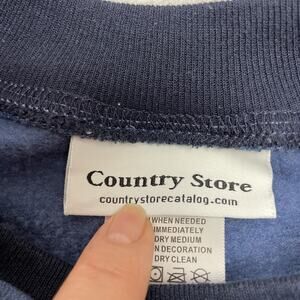 Country Store
countrystorecatalog.com
WHEN NEEDED
IMMEDIATELY
DRY MEDIUM
DECORATION
DRY CLEAN